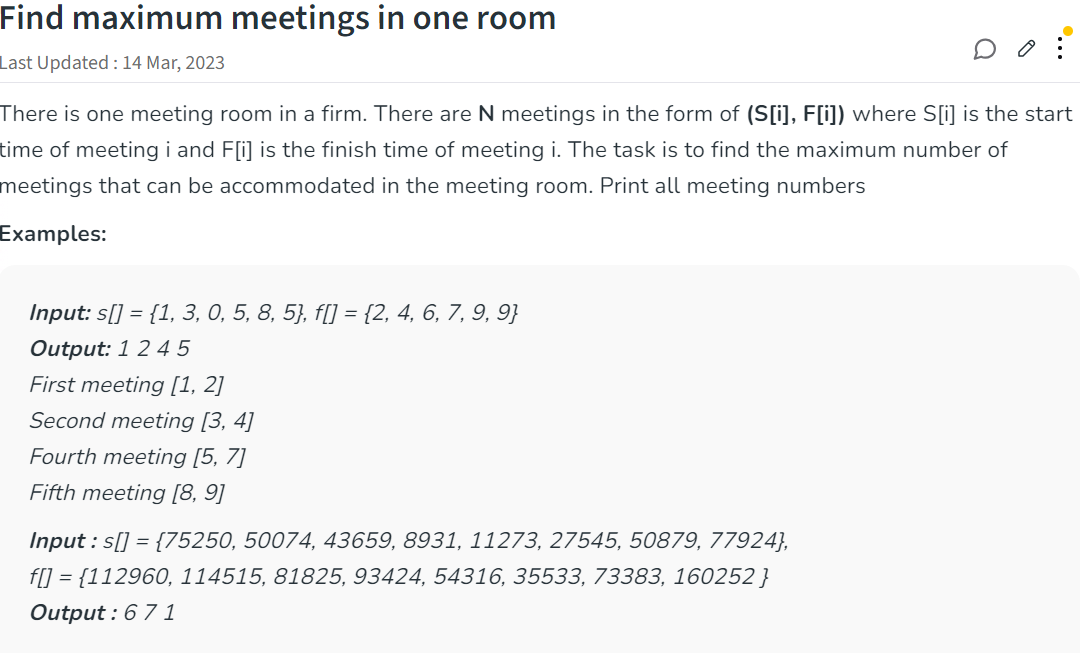 Find maximum meetings in one room
Last Updated : 14 Mar, 2023
There is one meeting room in a firm. There are N meetings in the form of (S[i], F[i]) where S[i] is the start
time of meeting i and F[i] is the finish time of meeting i. The task is to find the maximum number of
meetings that can be accommodated in the meeting room. Print all meeting numbers
Examples:
Input: s[] = {1, 3, 0, 5, 8, 5}, f[] = {2, 4, 6, 7, 9, 9}
Output: 1 2 4 5
First meeting [1, 2]
Second meeting [3, 4]
Fourth meeting [5, 7]
Fifth meeting [8, 9]
Input : s[] = {75250, 50074, 43659, 8931, 11273, 27545, 50879, 77924},
f[] = {112960, 114515, 81825, 93424, 54316, 35533, 73383, 160252 }
Output : 6 7 1